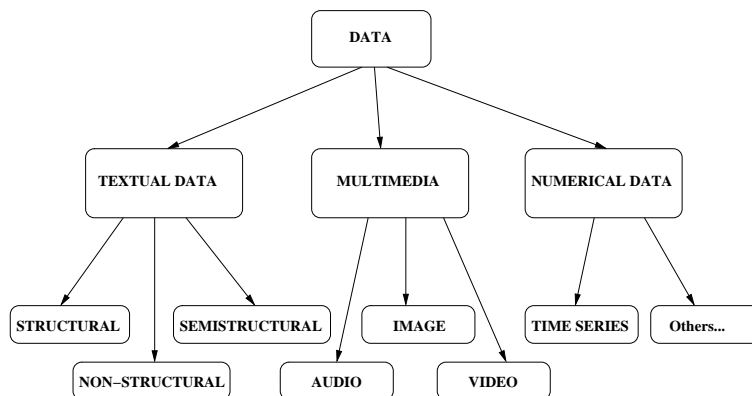 DATA
TEXTUAL DATA
MULTIMEDIA
NUMERICAL DATA
STRUCTURAL
SEMISTRUCTURAL
IMAGE
TIME SERIES
Others...
NON−STRUCTURAL
AUDIO
VIDEO